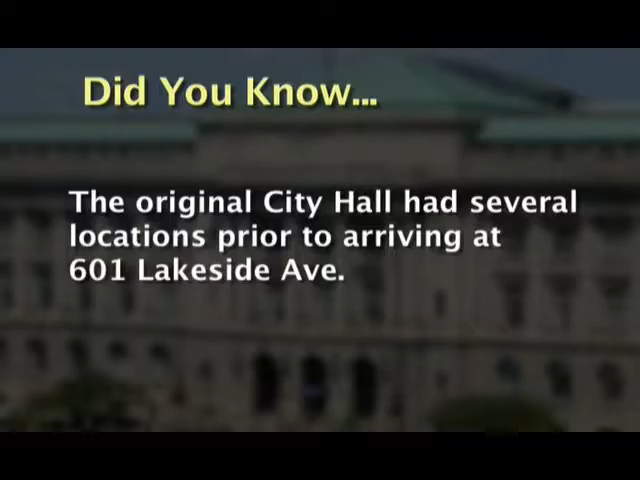 Did You Know...
The original City Hall had several
locations prior to arriving at
601 Lakeside Ave.